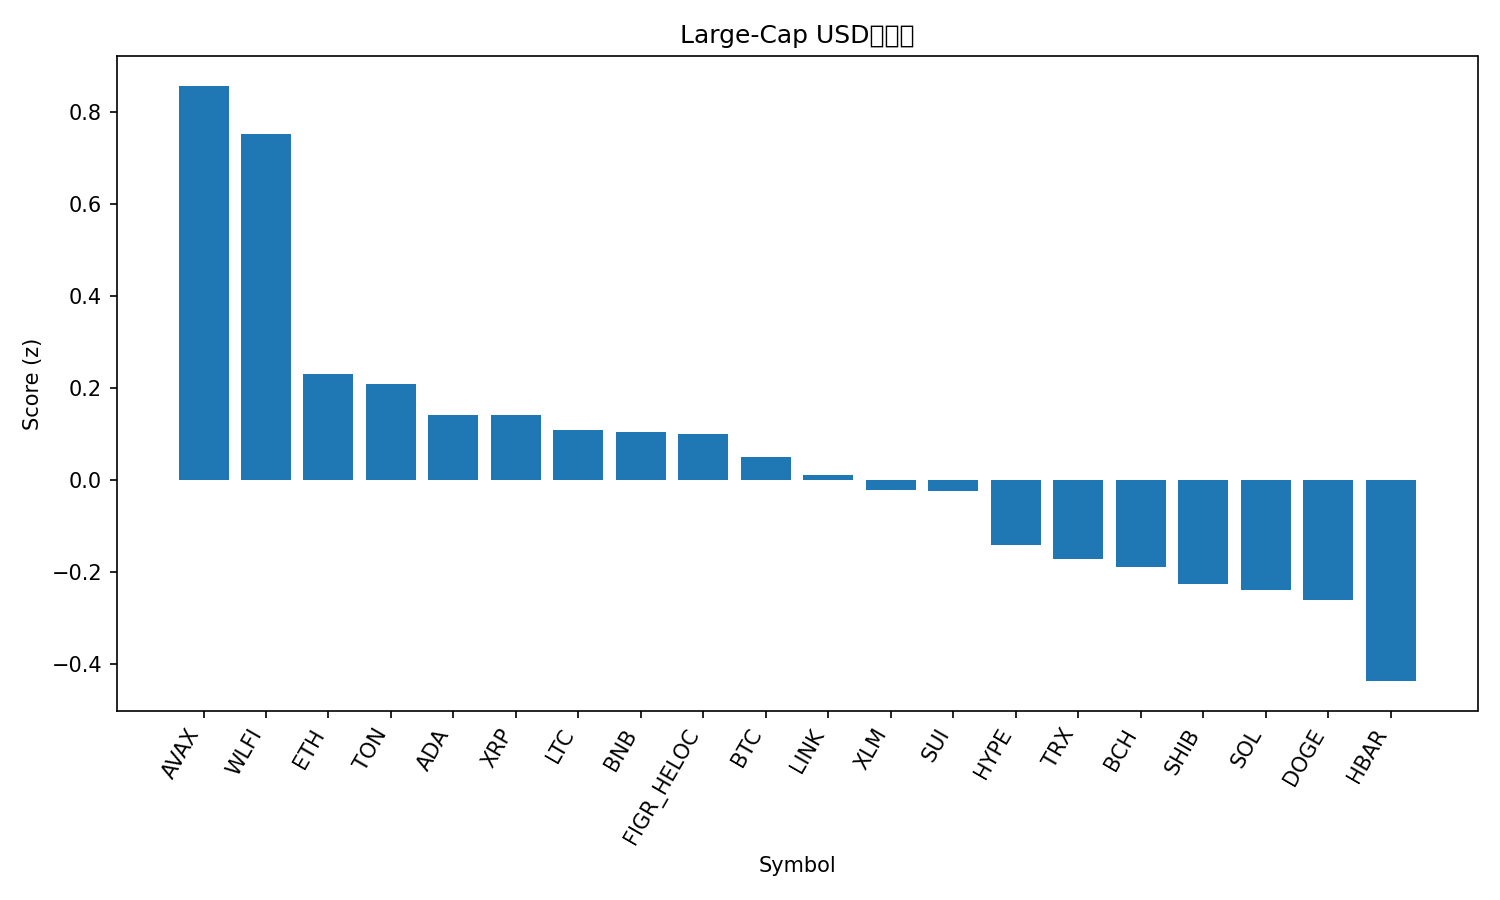 Large-Cap USD
Score (z)
0.8
0.6
0.4
0.2
0.0
−0.2
−0.4
AVAX
WLFI
ETH
TON
ADA
XRP
LTC
BNB
FIGR_HELOC
BTC
LINK
XLM
SUI
HYPE
TRX
BCH
SHIB
SOL
DOGE
HBAR
Symbol